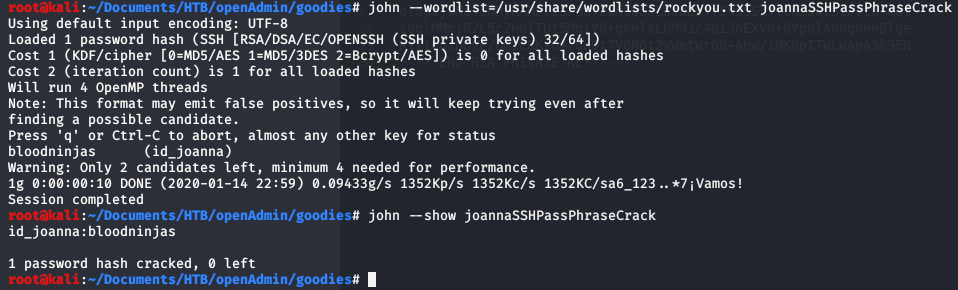 root@kali:~/Documents/HTB/openAdmin/goodies# john --wordlist=/usr/share/wordlists/rockyou.txt joannaSSHPassPhraseCrack
Using default input encoding: UTF-8
Loaded 1 password hash (SSH [RSA/DSA/EC/OPENSSH (SSH private keys) 32/64])
Cost 1 (KDF/cipher [0=MD5/AES 1=MD5/3DES 2=Bcrypt/AES]) is 0 for all loaded hashes
Cost 2 (iteration count) is 1 for all loaded hashes
Will run 4 OpenMP threads
Note: This format may emit false positives, so it will keep trying even after
finding a possible candidate.
Press 'q' or Ctrl-C to abort, almost any other key for status
bloodninjas      (id_joanna)
Warning: Only 2 candidates left, minimum 4 needed for performance.
1g 0:00:00:10 DONE (2020-01-14 22:59) 0.09433g/s 1352Kp/s 1352Kc/s 1352KC/sa6_123..*7¡Vamos!
Session completed
root@kali:~/Documents/HTB/openAdmin/goodies# john --show joannaSSHPassPhraseCrack
id_joanna:bloodninjas
1 password hash cracked, 0 left
root@kali:~/Documents/HTB/openAdmin/goodies#